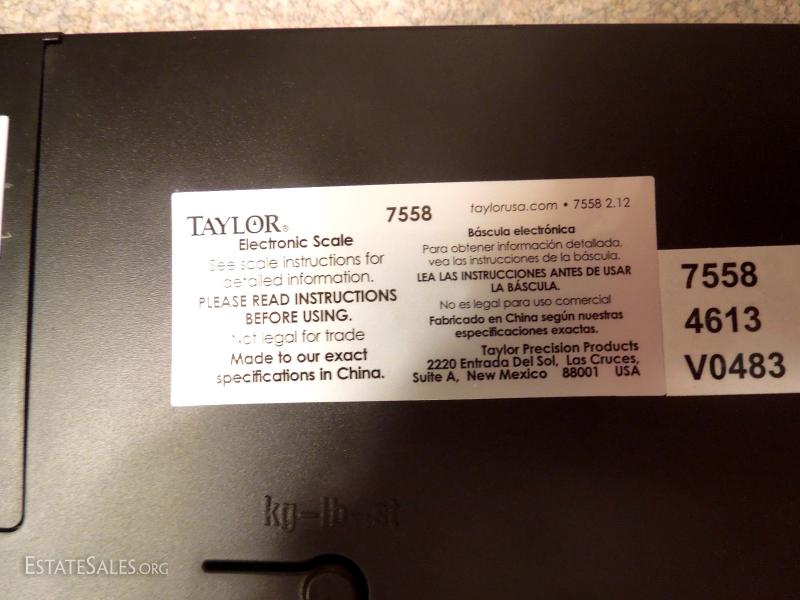 TAYLOR®
7558
taylorusa.com • 7558 2.12
Electronic Scale
See scale instructions for
detailed information.
PLEASE READ INSTRUCTIONS
BEFORE USING.
Not legal for trade
Made to our exact
specifications in China.
Báscula electrónica
Para obtener información detallada,
vea las instrucciones de la báscula.
LEA LAS INSTRUCCIONES ANTES DE USAR
LA BÁSCULA.
No es legal para uso comercial
Fabricado en China según nuestras
especificaciones exactas.
Taylor Precision Products
2220 Entrada Del Sol, Las Cruces,
Suite A, New Mexico 88001 USA
7558
4613
V0483
kg-lb-st
ESTATESALES.ORG